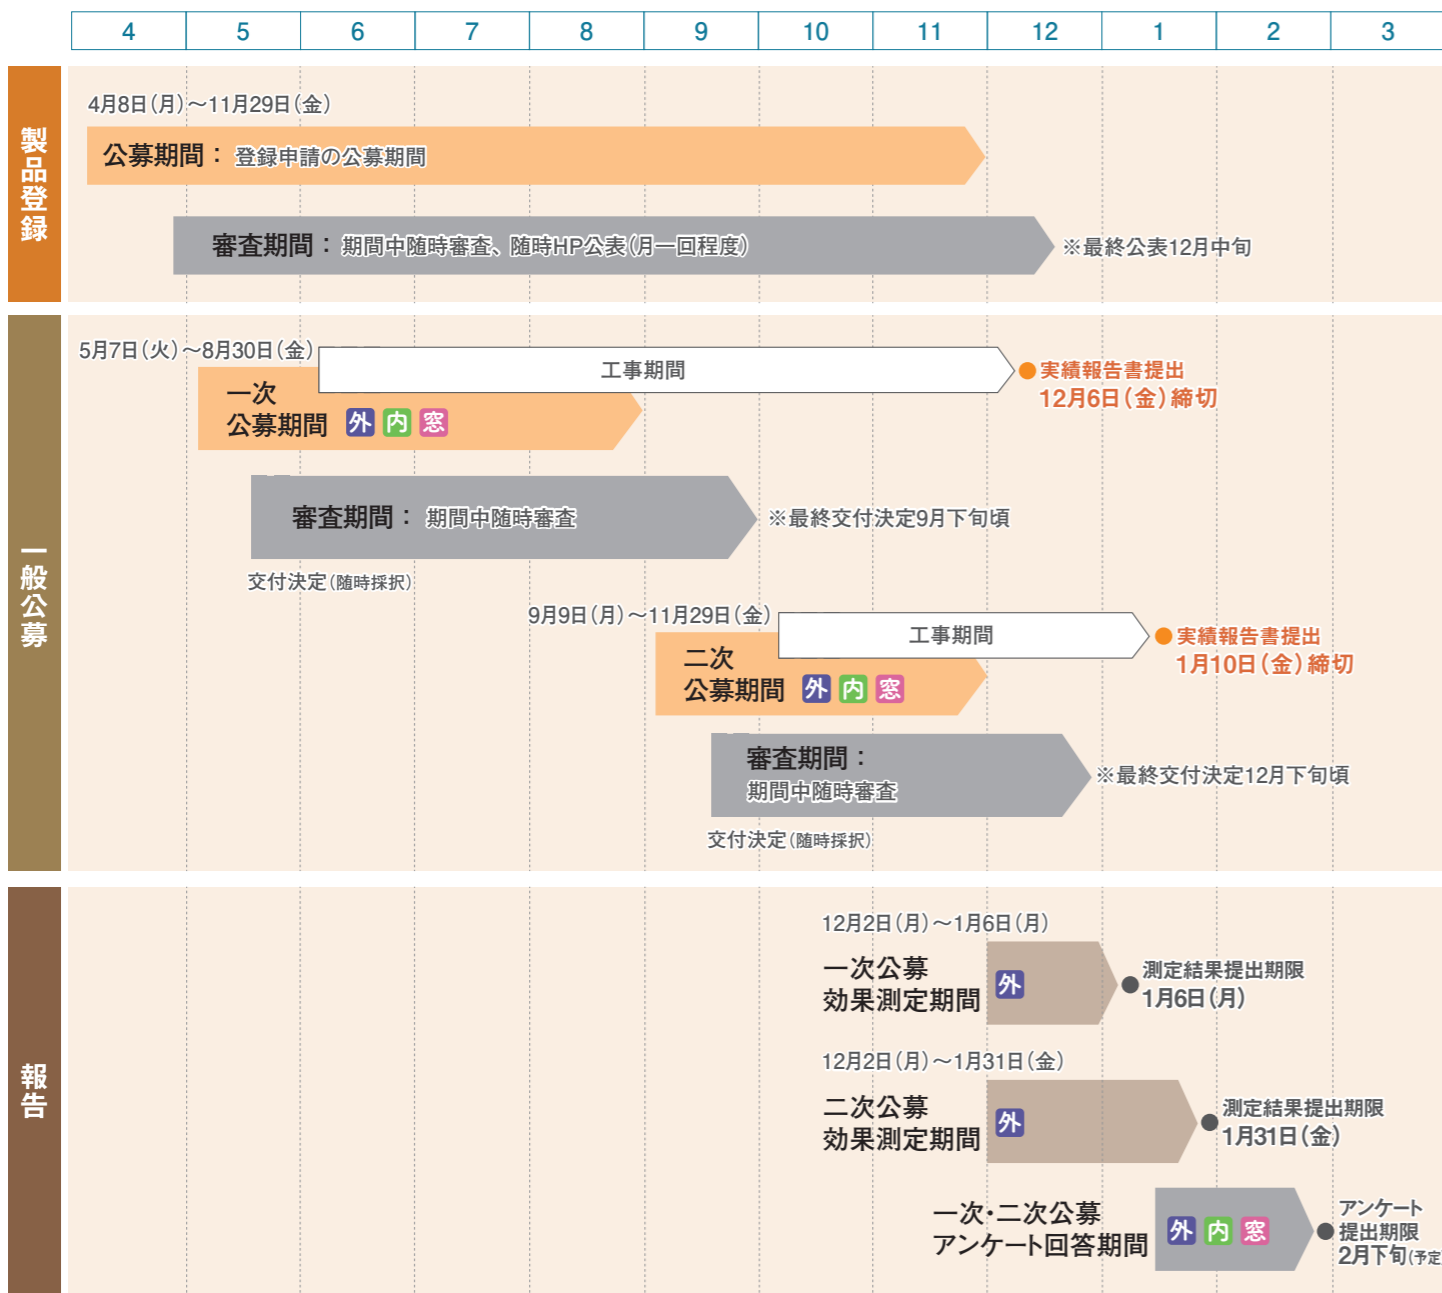 4 5 6 7 8 9 10 11 12 1 2 3
製品登録
4月8日(月)～11月29日(金)
公募期間： 登録申請の公募期間
審査期間： 期間中随時審査、随時HP公表(月一回程度)
※最終公表12月中旬
一般公募
5月7日(火)～8月30日(金)
工事期間
実績報告書提出
12月6日(金)締切
一次
公募期間 外 内 窓
審査期間： 期間中随時審査
※最終交付決定9月下旬頃
交付決定(随時採択)
9月9日(月)～11月29日(金)
工事期間
実績報告書提出
1月10日(金)締切
二次
公募期間 外 内 窓
審査期間：
期間中随時審査
※最終交付決定12月下旬頃
交付決定(随時採択)
報告
12月2日(月)～1月6日(月)
一次公募
効果測定期間 外
測定結果提出期限
1月6日(月)
12月2日(月)～1月31日(金)
二次公募
効果測定期間 外
測定結果提出期限
1月31日(金)
一次・二次公募
アンケート回答期間 外 内 窓
アンケート
提出期限
2月下旬(予定